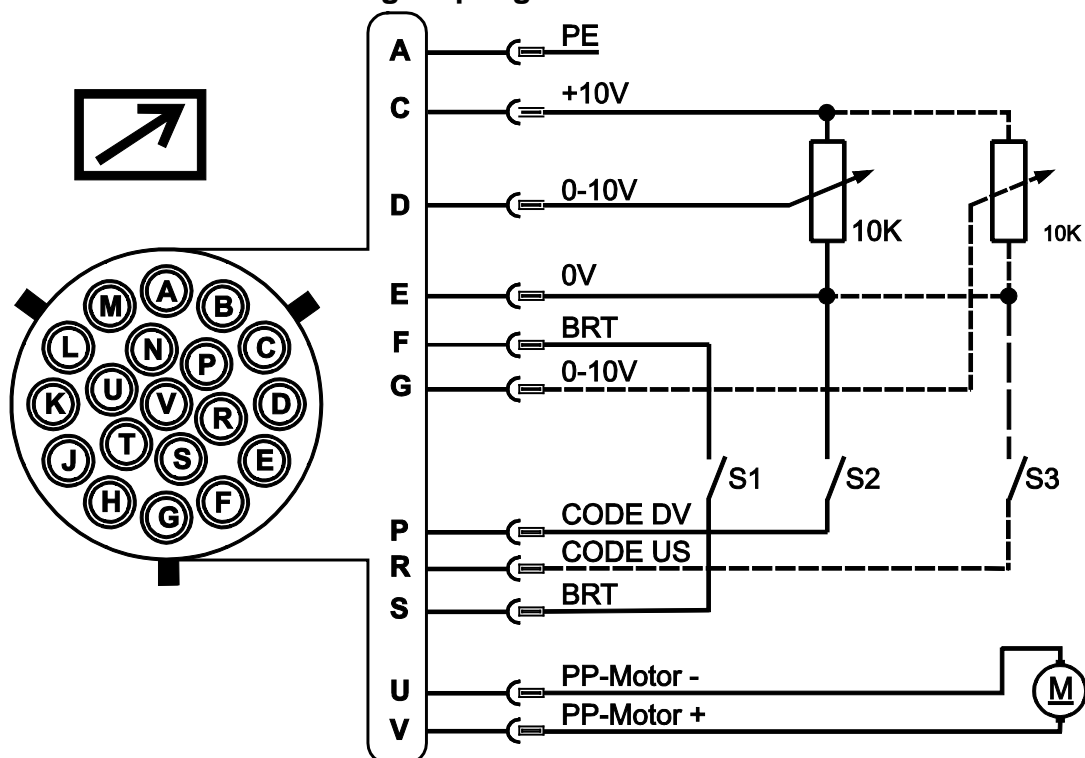 A PE
C +10V
D 0-10V
10K
10K
E 0V
F BRT
G 0-10V
S1
S2
S3
P CODE DV
R CODE US
S BRT
U PP-Motor -
V PP-Motor +
M
A
M
B
L
N
P
C
K
U
V
R
D
J
T
S
E
H
G
F